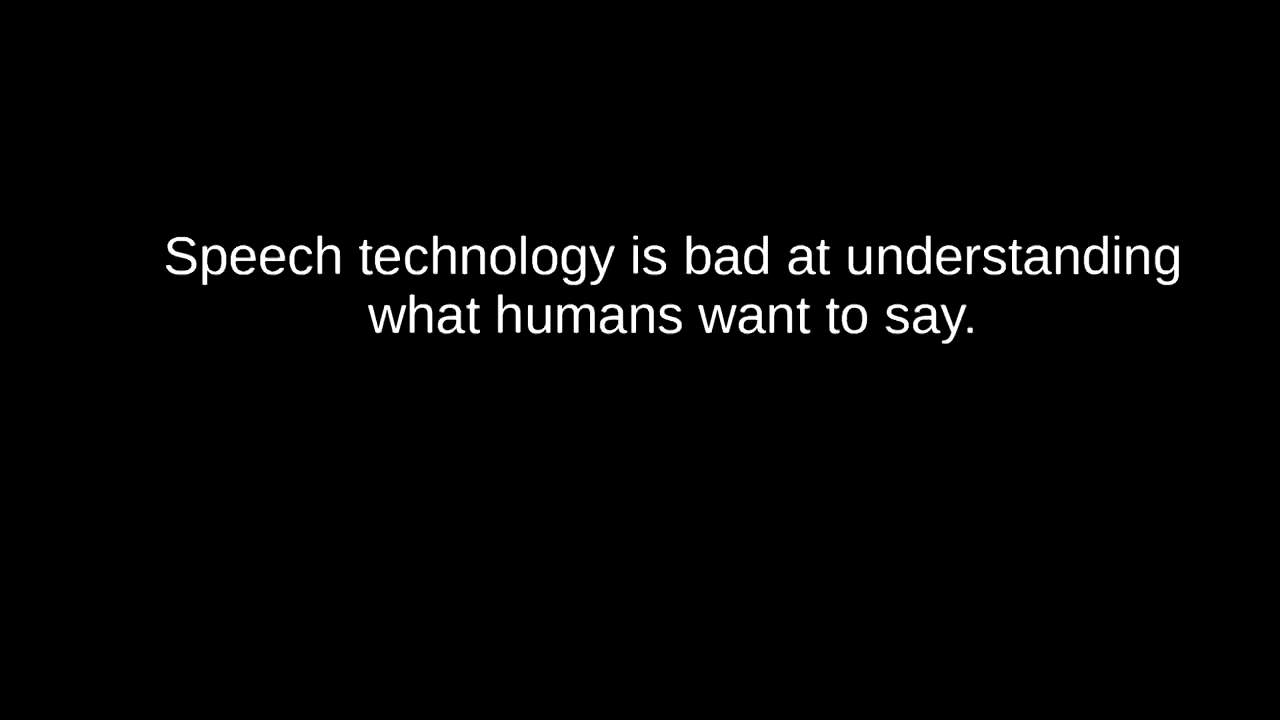 Speech technology is bad at understanding
what humans want to say.